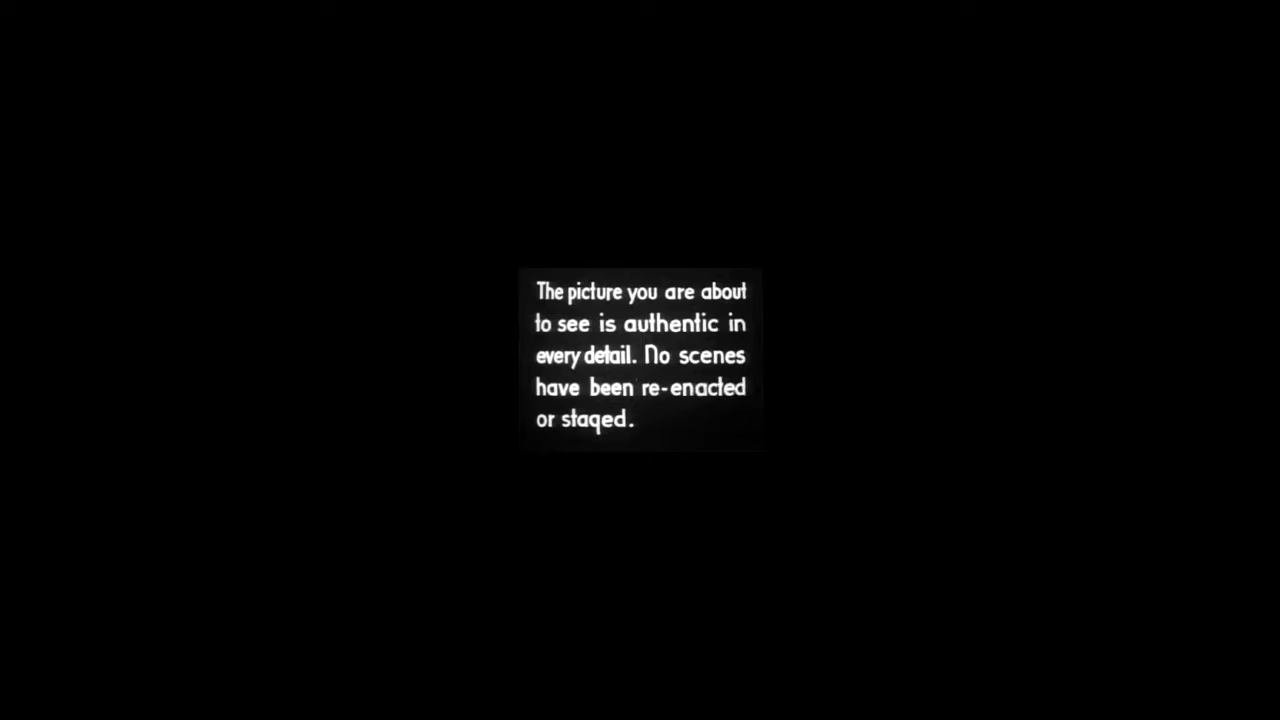 The picture you are about
to see is authentic in
every detail. No scenes
have been re-enacted
or staged.